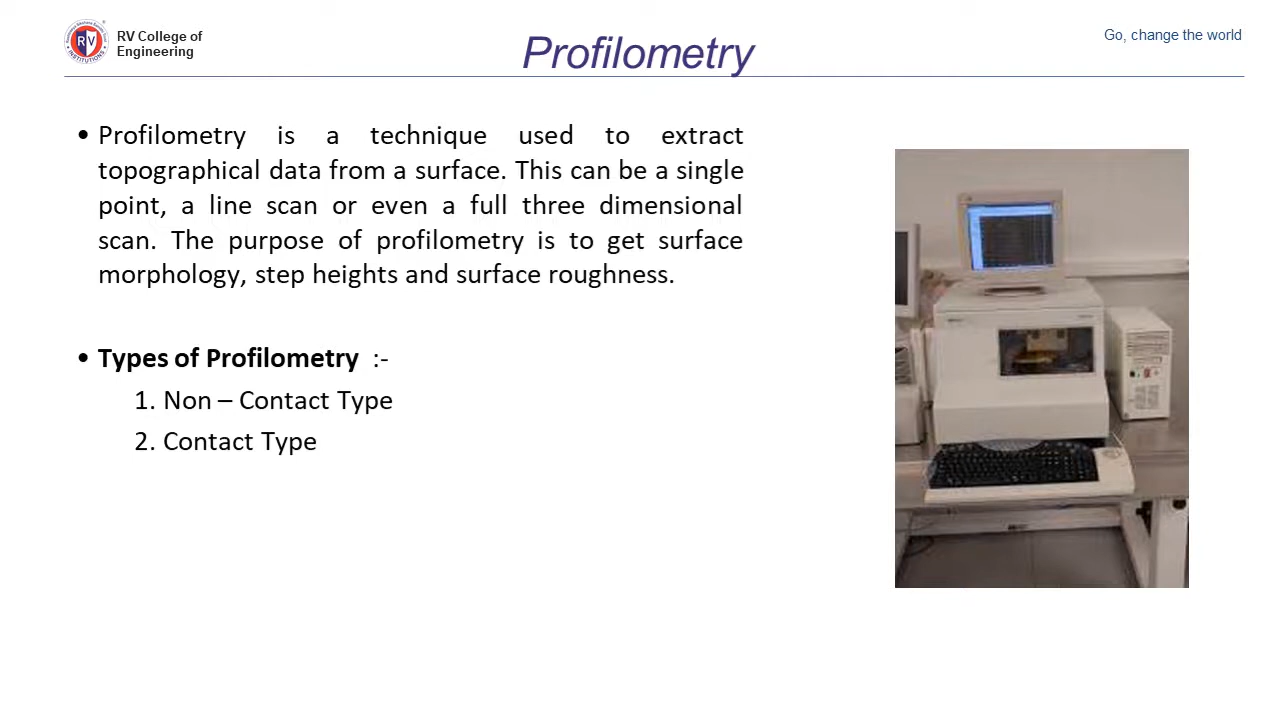 RV College of
Engineering
Profilometry
Go, change the world
• Profilometry is a technique used to extract
topographical data from a surface. This can be a single
point, a line scan or even a full three dimensional
scan. The purpose of profilometry is to get surface
morphology, step heights and surface roughness.
• Types of Profilometry :-
1. Non – Contact Type
2. Contact Type
RV
INSTITUTIONS